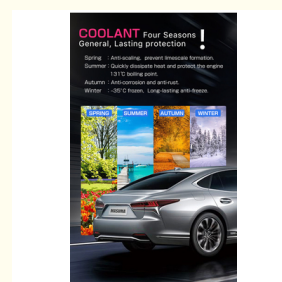 COOLANT Four Seasons !
General, Lasting protection
Spring : Anti-scaling, prevent limescale formation.
Summer : Quickly dissipate heat and protect the engine
131°C boiling point.
Autumn : Anti-corrosion and anti-rust.
Winter : -35°C frozen, Long-lasting anti-freeze.
SPRING SUMMER AUTUMN WINTER